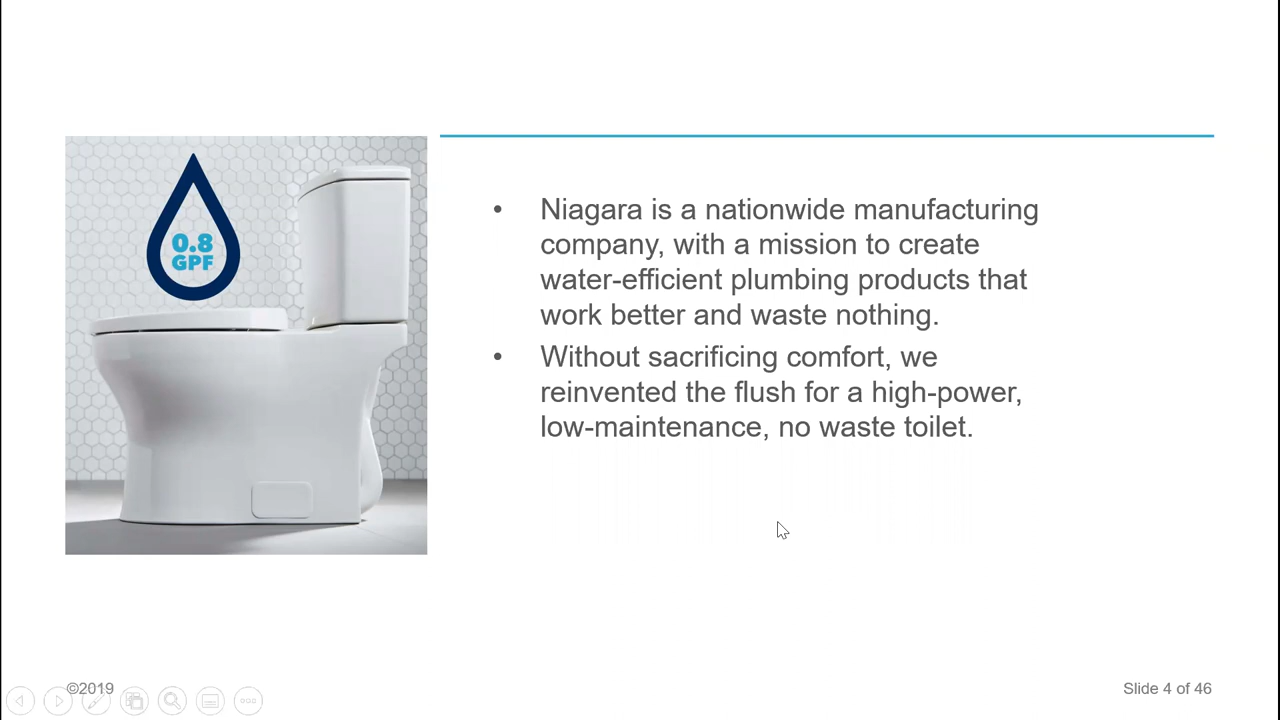 0.8
GPF
• Niagara is a nationwide manufacturing
company, with a mission to create
water-efficient plumbing products that
work better and waste nothing.
• Without sacrificing comfort, we
reinvented the flush for a high-power,
low-maintenance, no waste toilet.
©2019
Slide 4 of 46